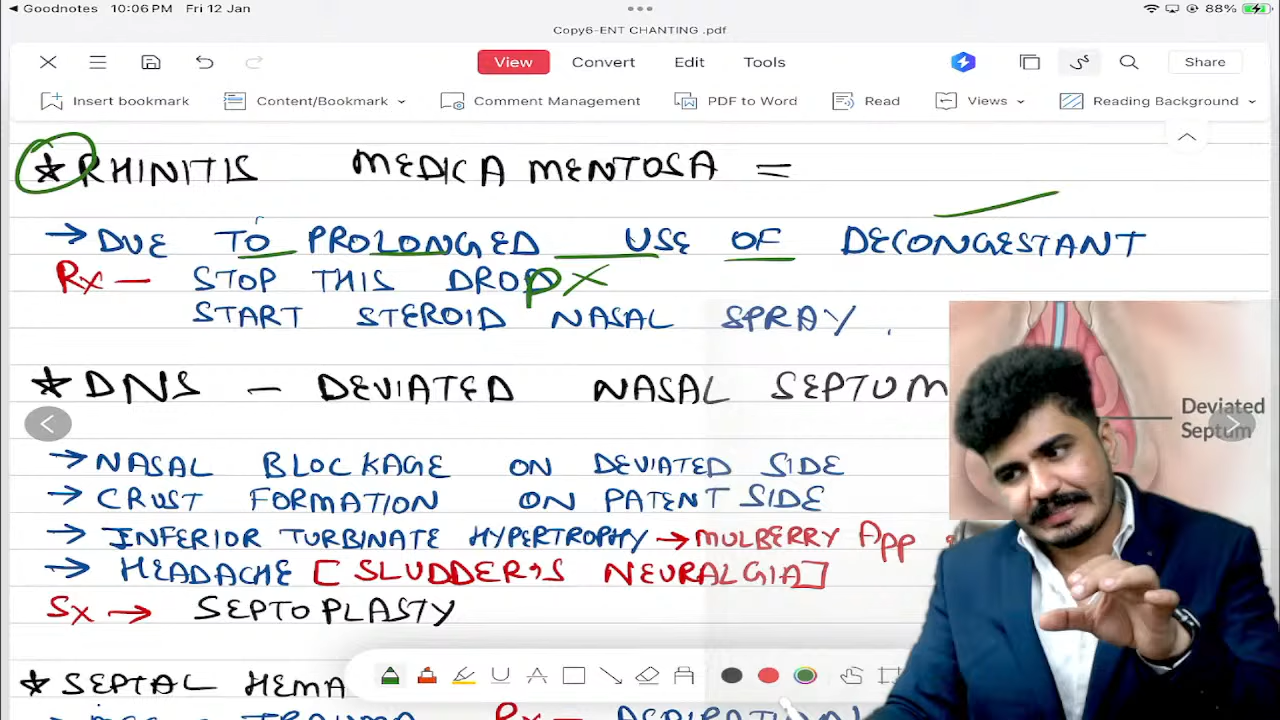 Goodnotes 10:06 PM Fri 12 Jan 88%
Copy6-ENT CHANTING .pdf
View Convert Edit Tools Share
Insert bookmark Content/Bookmark Comment Management PDF to Word Read Views Reading Background
★ RHINITIS MEDICA MENTOSA =
→ DUE TO PROLONGED USE OF DECONGESTANT
Rx — STOP THIS DROP
START STEROID NASAL SPRAY .
★ DNS — DEVIATED NASAL SEPTUM
Deviated
Septum
→ NASAL BLOCKAGE ON DEVIATED SIDE
→ CRUST FORMATION ON PATENT SIDE
→ INFERIOR TURBINATE HYPERTROPHY → MULBERRY APP
→ HEADACHE [SLUDDER'S NEURALGIA]
Sx → SEPTOPLASTY
★ SEPTAL HEMA
TRAUMA Rx —